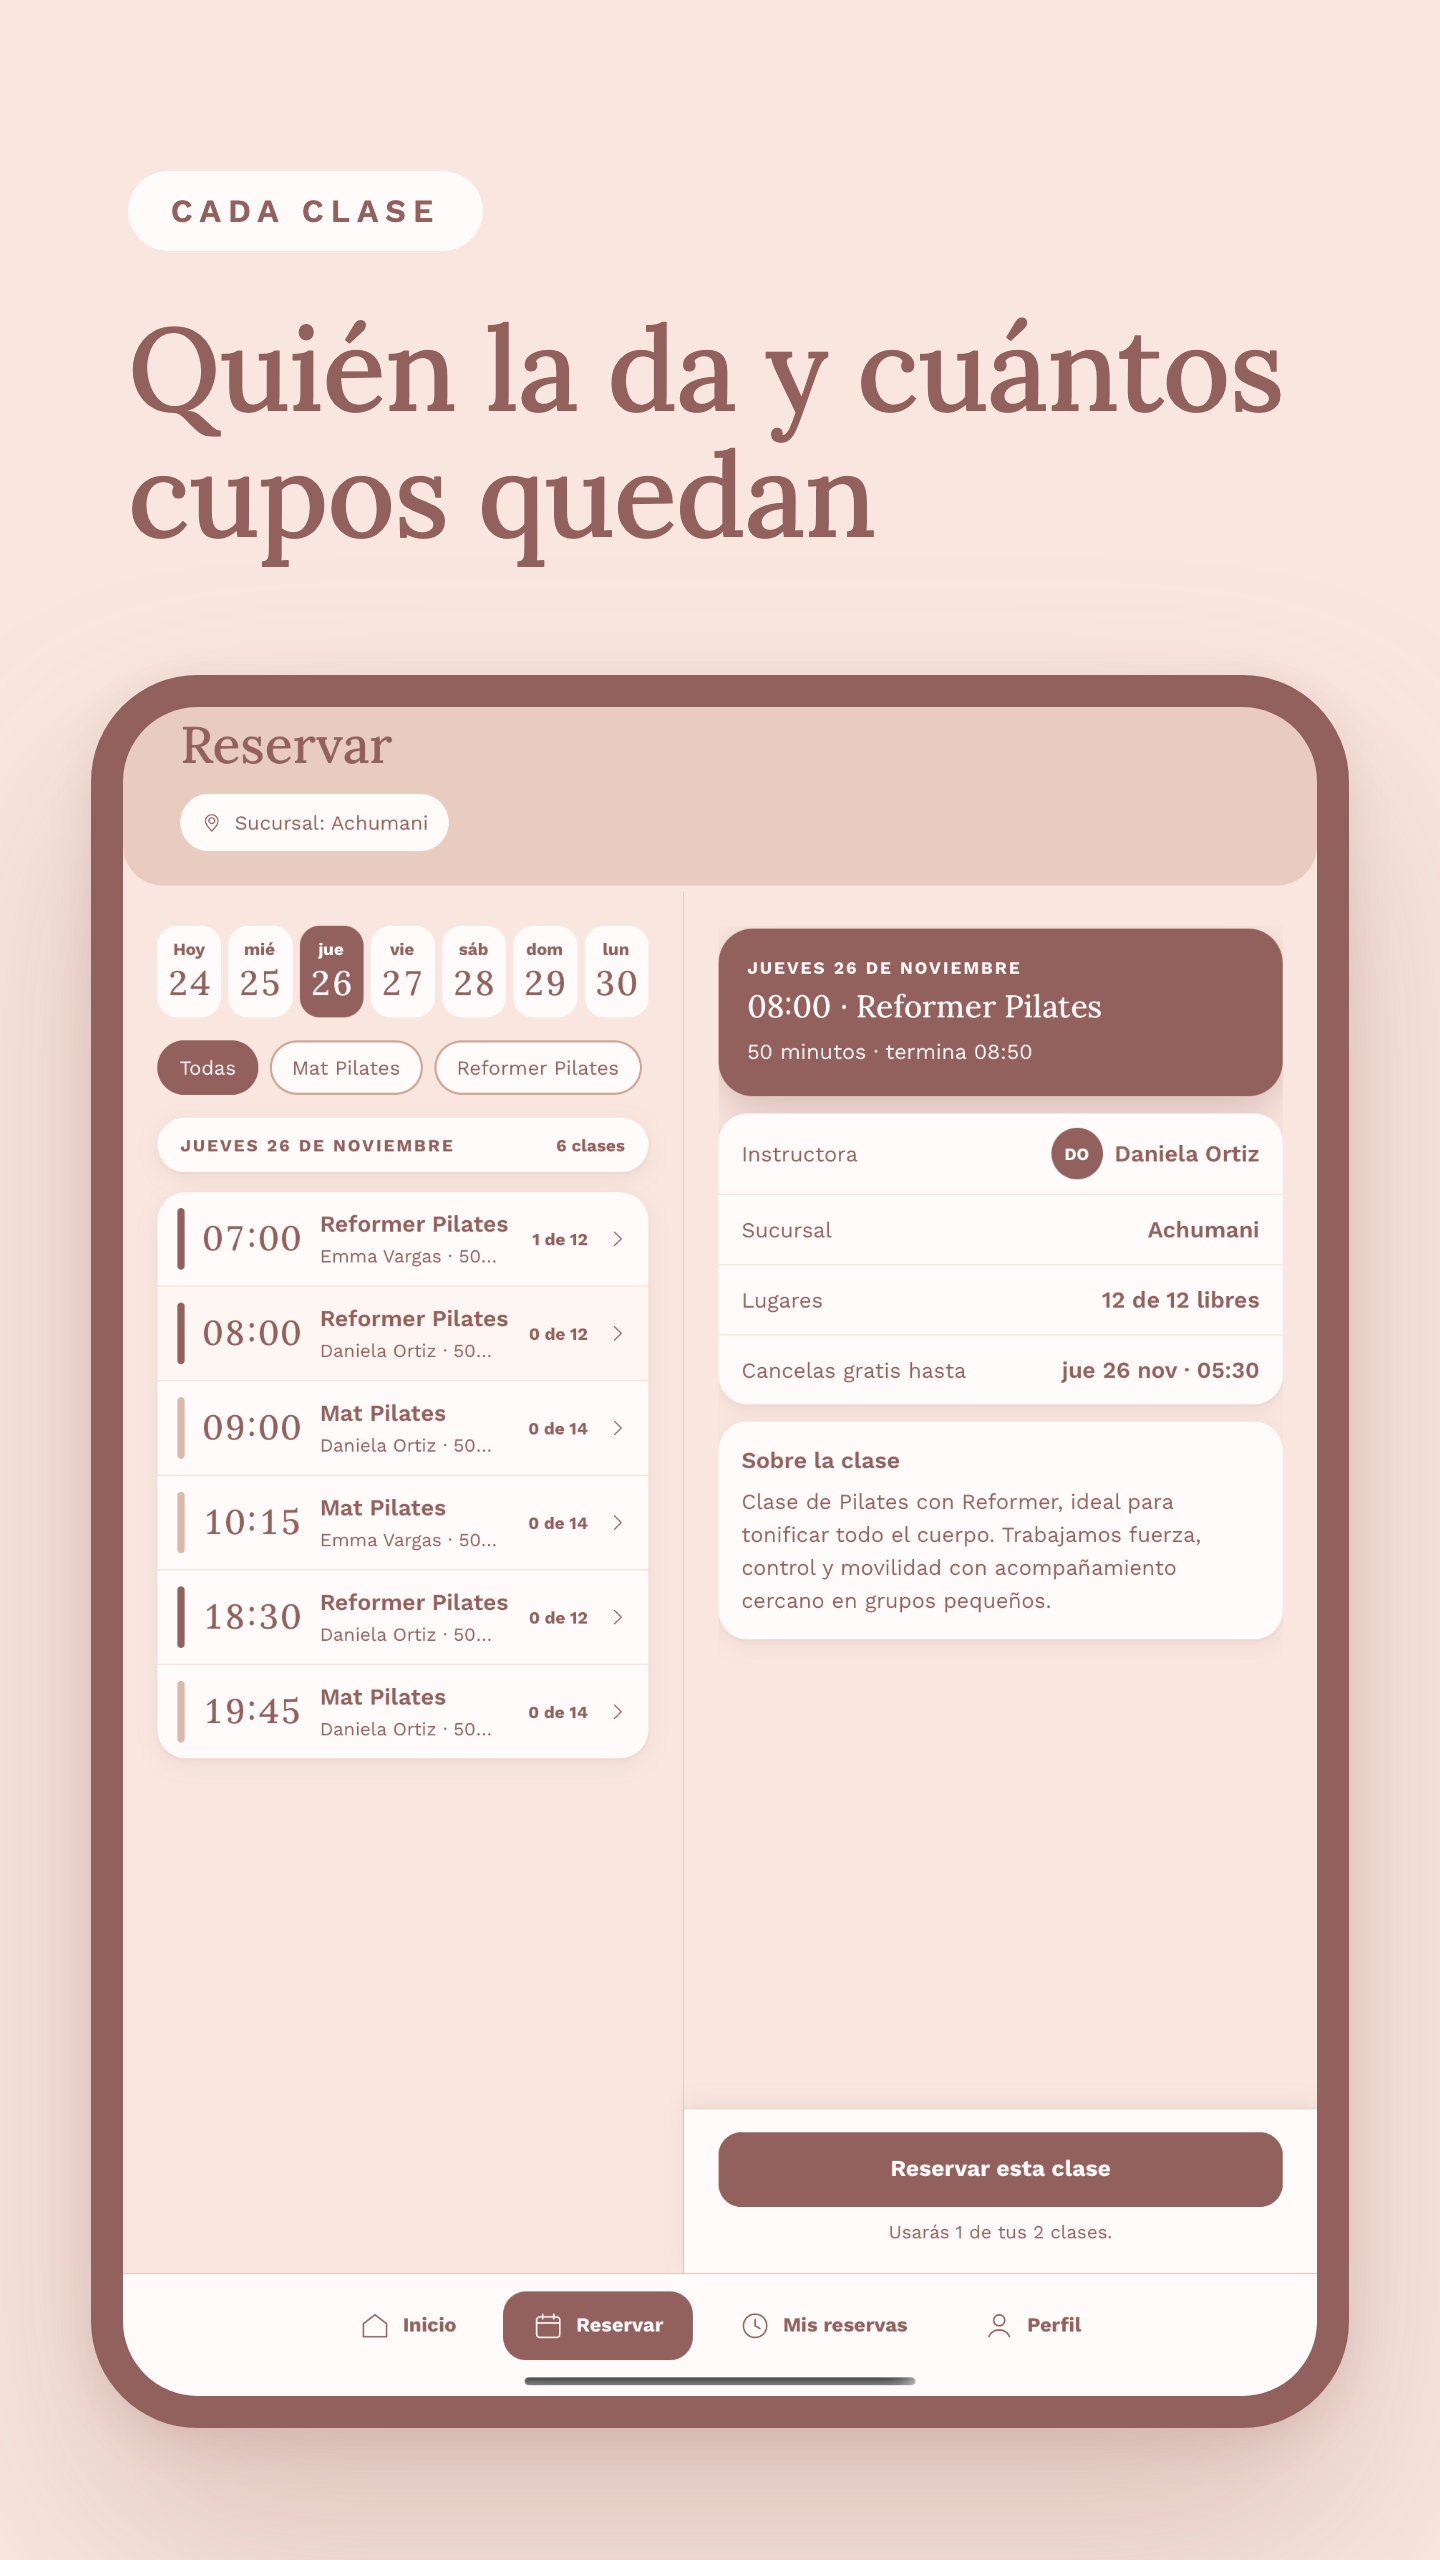 CADA CLASE
Quién la da y cuántos
cupos quedan
Reservar
Sucursal: Achumani
Hoy mié jue vie sáb dom lun
24 25 26 27 28 29 30
Todas Mat Pilates Reformer Pilates
JUEVES 26 DE NOVIEMBRE 6 clases
07:00 Reformer Pilates 1 de 12
Emma Vargas · 50...
08:00 Reformer Pilates 0 de 12
Daniela Ortiz · 50...
09:00 Mat Pilates 0 de 14
Daniela Ortiz · 50...
10:15 Mat Pilates 0 de 14
Emma Vargas · 50...
18:30 Reformer Pilates 0 de 12
Daniela Ortiz · 50...
19:45 Mat Pilates 0 de 14
Daniela Ortiz · 50...
JUEVES 26 DE NOVIEMBRE
08:00 · Reformer Pilates
50 minutos · termina 08:50
Instructora DO Daniela Ortiz
Sucursal Achumani
Lugares 12 de 12 libres
Cancelas gratis hasta jue 26 nov · 05:30
Sobre la clase
Clase de Pilates con Reformer, ideal para
tonificar todo el cuerpo. Trabajamos fuerza,
control y movilidad con acompañamiento
cercano en grupos pequeños.
Reservar esta clase
Usarás 1 de tus 2 clases.
Inicio Reservar Mis reservas Perfil